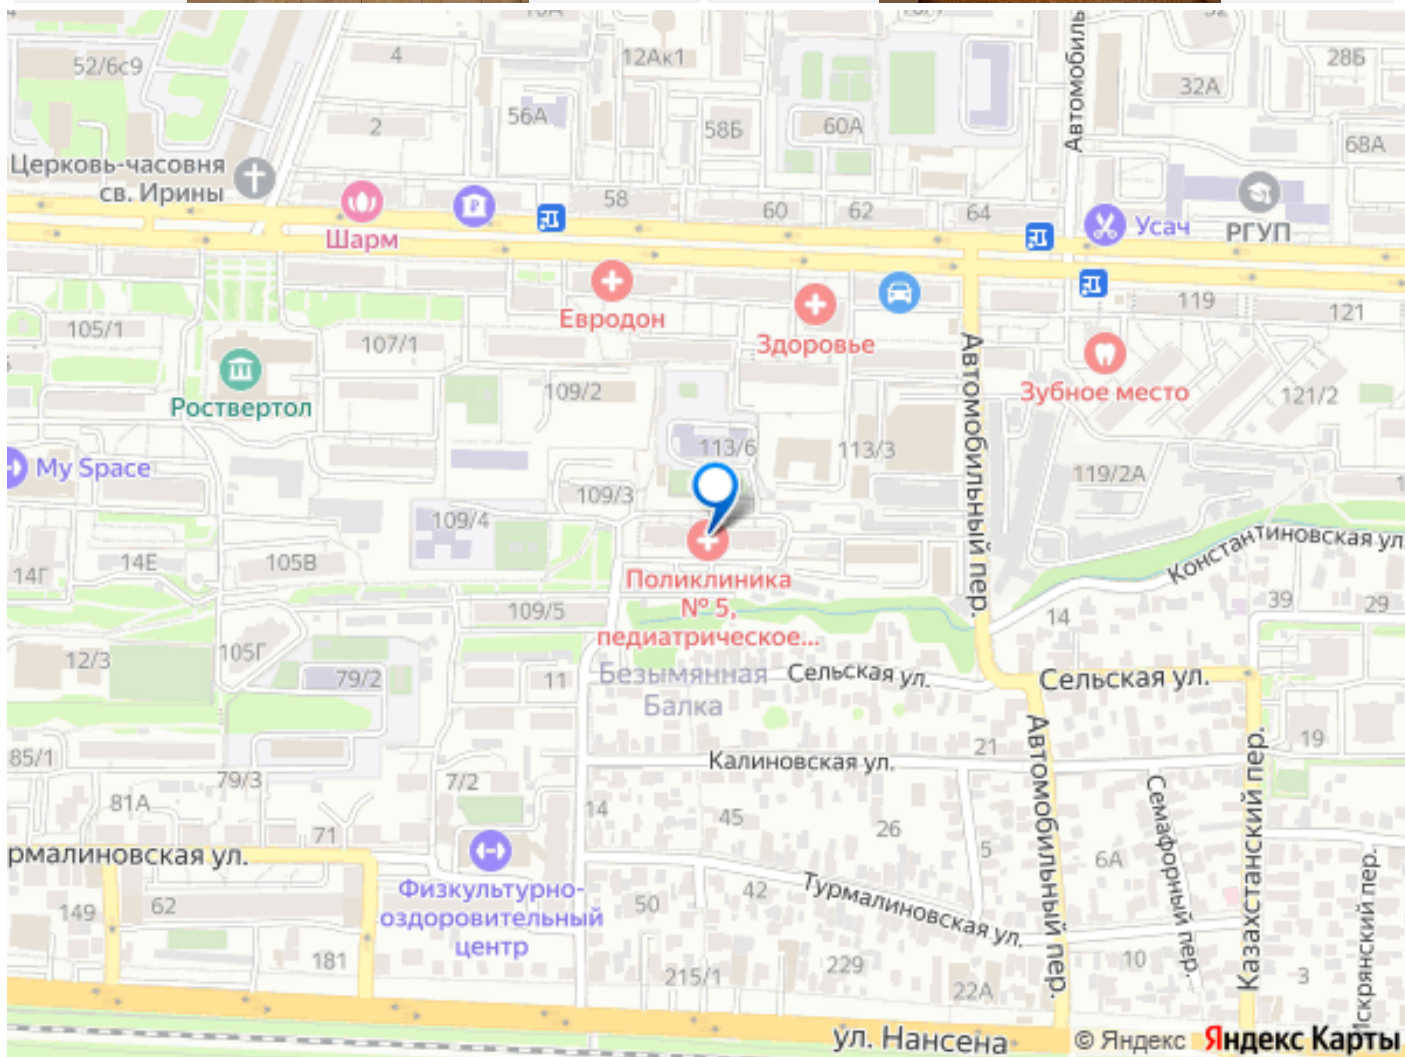 52/6с9
4
12Ак1
Автомобиль
28Б
32А
56А
2
58Б
60А
68А
Церковь-часовня
св. Ирины
58
60
62
64
Шарм
Усач
РГУП
Евродон
Здоровье
119
121
105/1
107/1
Роствертол
109/2
Зубное место
121/2
Автомобильный пер.
113/6
113/3
My Space
119/2А
109/3
109/4
Константиновская ул.
14Г
14Е
105В
Поликлиника
№ 5,
педиатрическое...
109/5
14
39
29
12/3
105Г
79/2
11
Безымянная
Балка
Сельская ул.
Сельская ул.
85/1
79/3
81А
7/2
71
Калиновская ул.
21
19
Автомобильный пер.
Семафорный пер.
Казахстанский пер.
14
45
26
5
6А
рмалиновская ул.
Физкультурно-
оздоровительный
центр
149
62
181
50
42
Турмалиновская ул.
215/1
229
22А
10
3
Искрянский пер.
ул. Нансена
© Яндекс Яндекс Карты